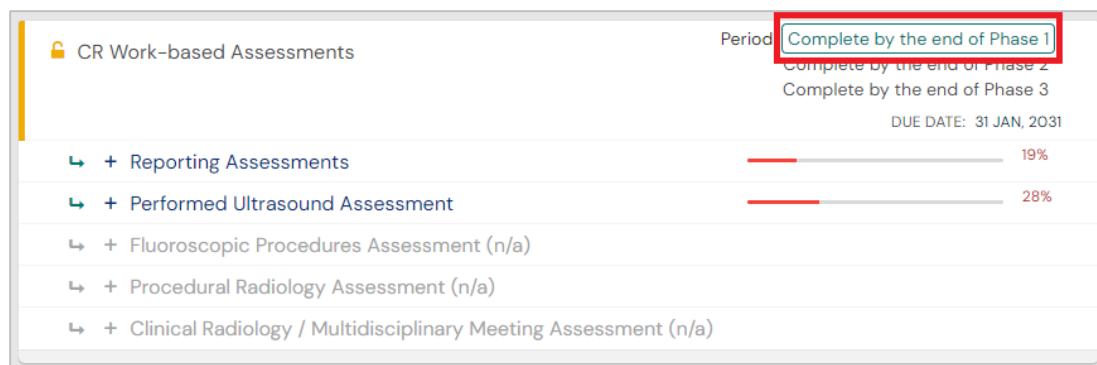 CR Work-based Assessments
Period Complete by the end of Phase 1
Complete by the end of Phase 2
Complete by the end of Phase 3
DUE DATE: 31 JAN, 2031
+ Reporting Assessments 19%
+ Performed Ultrasound Assessment 28%
+ Fluoroscopic Procedures Assessment (n/a)
+ Procedural Radiology Assessment (n/a)
+ Clinical Radiology / Multidisciplinary Meeting Assessment (n/a)